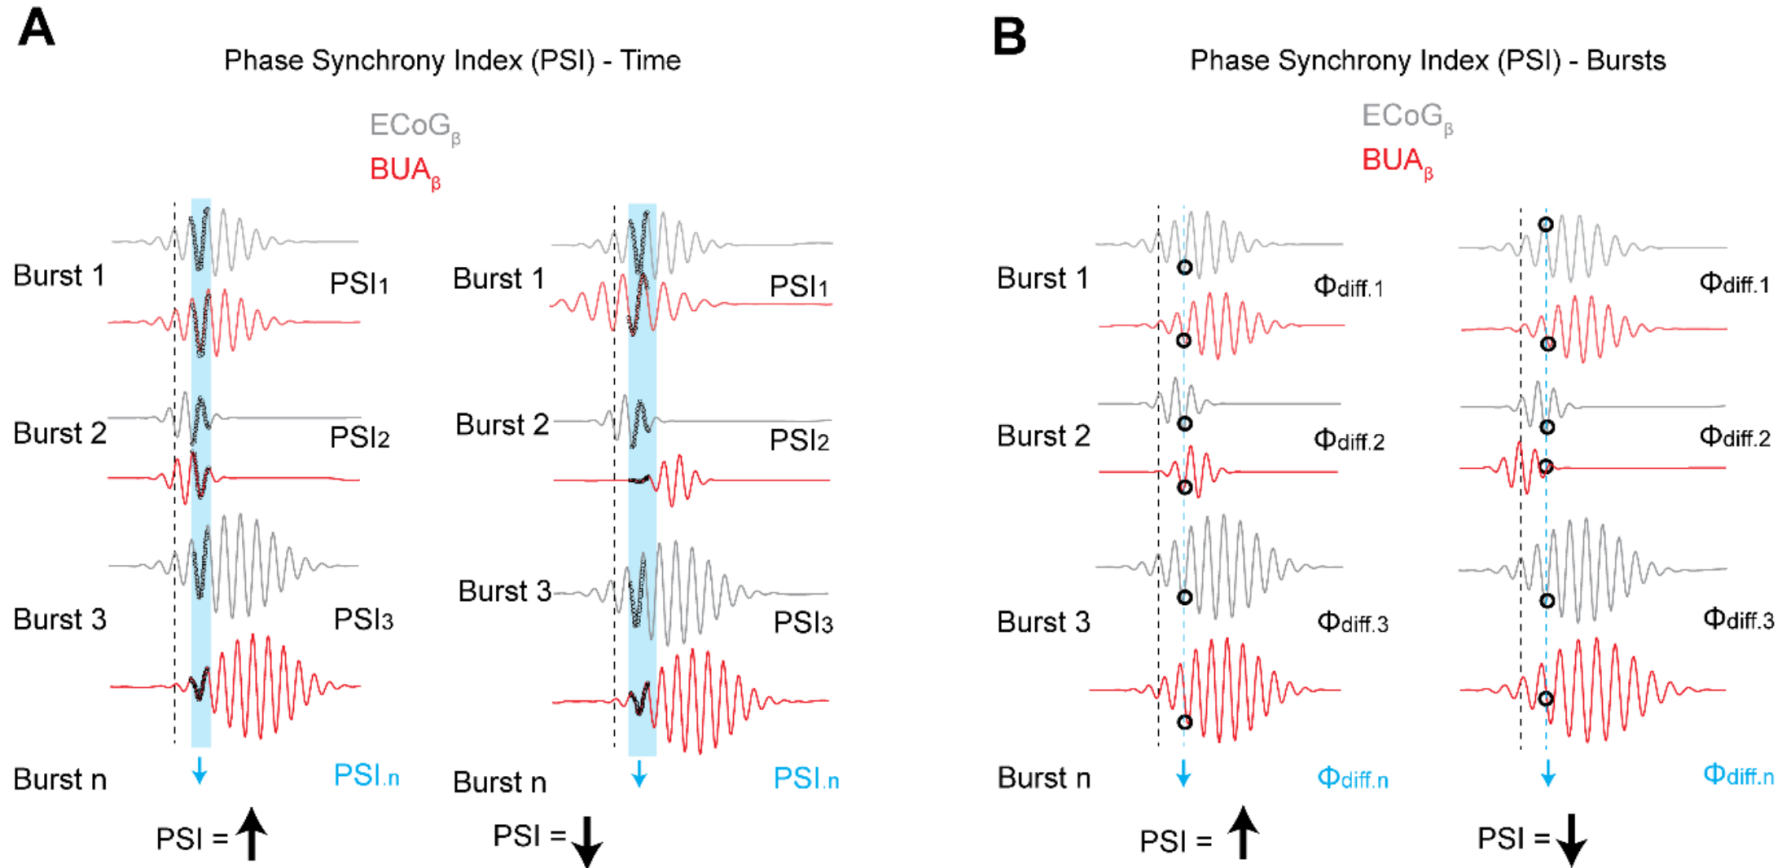 A
Phase Synchrony Index (PSI) - Time
ECoGβ
BUAβ
Burst 1
PSI1
Burst 2
PSI2
Burst 3
PSI3
Burst n
PSI.n
PSI =
Burst 1
PSI1
Burst 2
PSI2
Burst 3
PSI3
Burst n
PSI.n
PSI =
B
Phase Synchrony Index (PSI) - Bursts
ECoGβ
BUAβ
Burst 1
Φdiff.1
Burst 2
Φdiff.2
Burst 3
Φdiff.3
Burst n
Φdiff.n
PSI =
Φdiff.1
Φdiff.2
Φdiff.3
Φdiff.n
PSI =